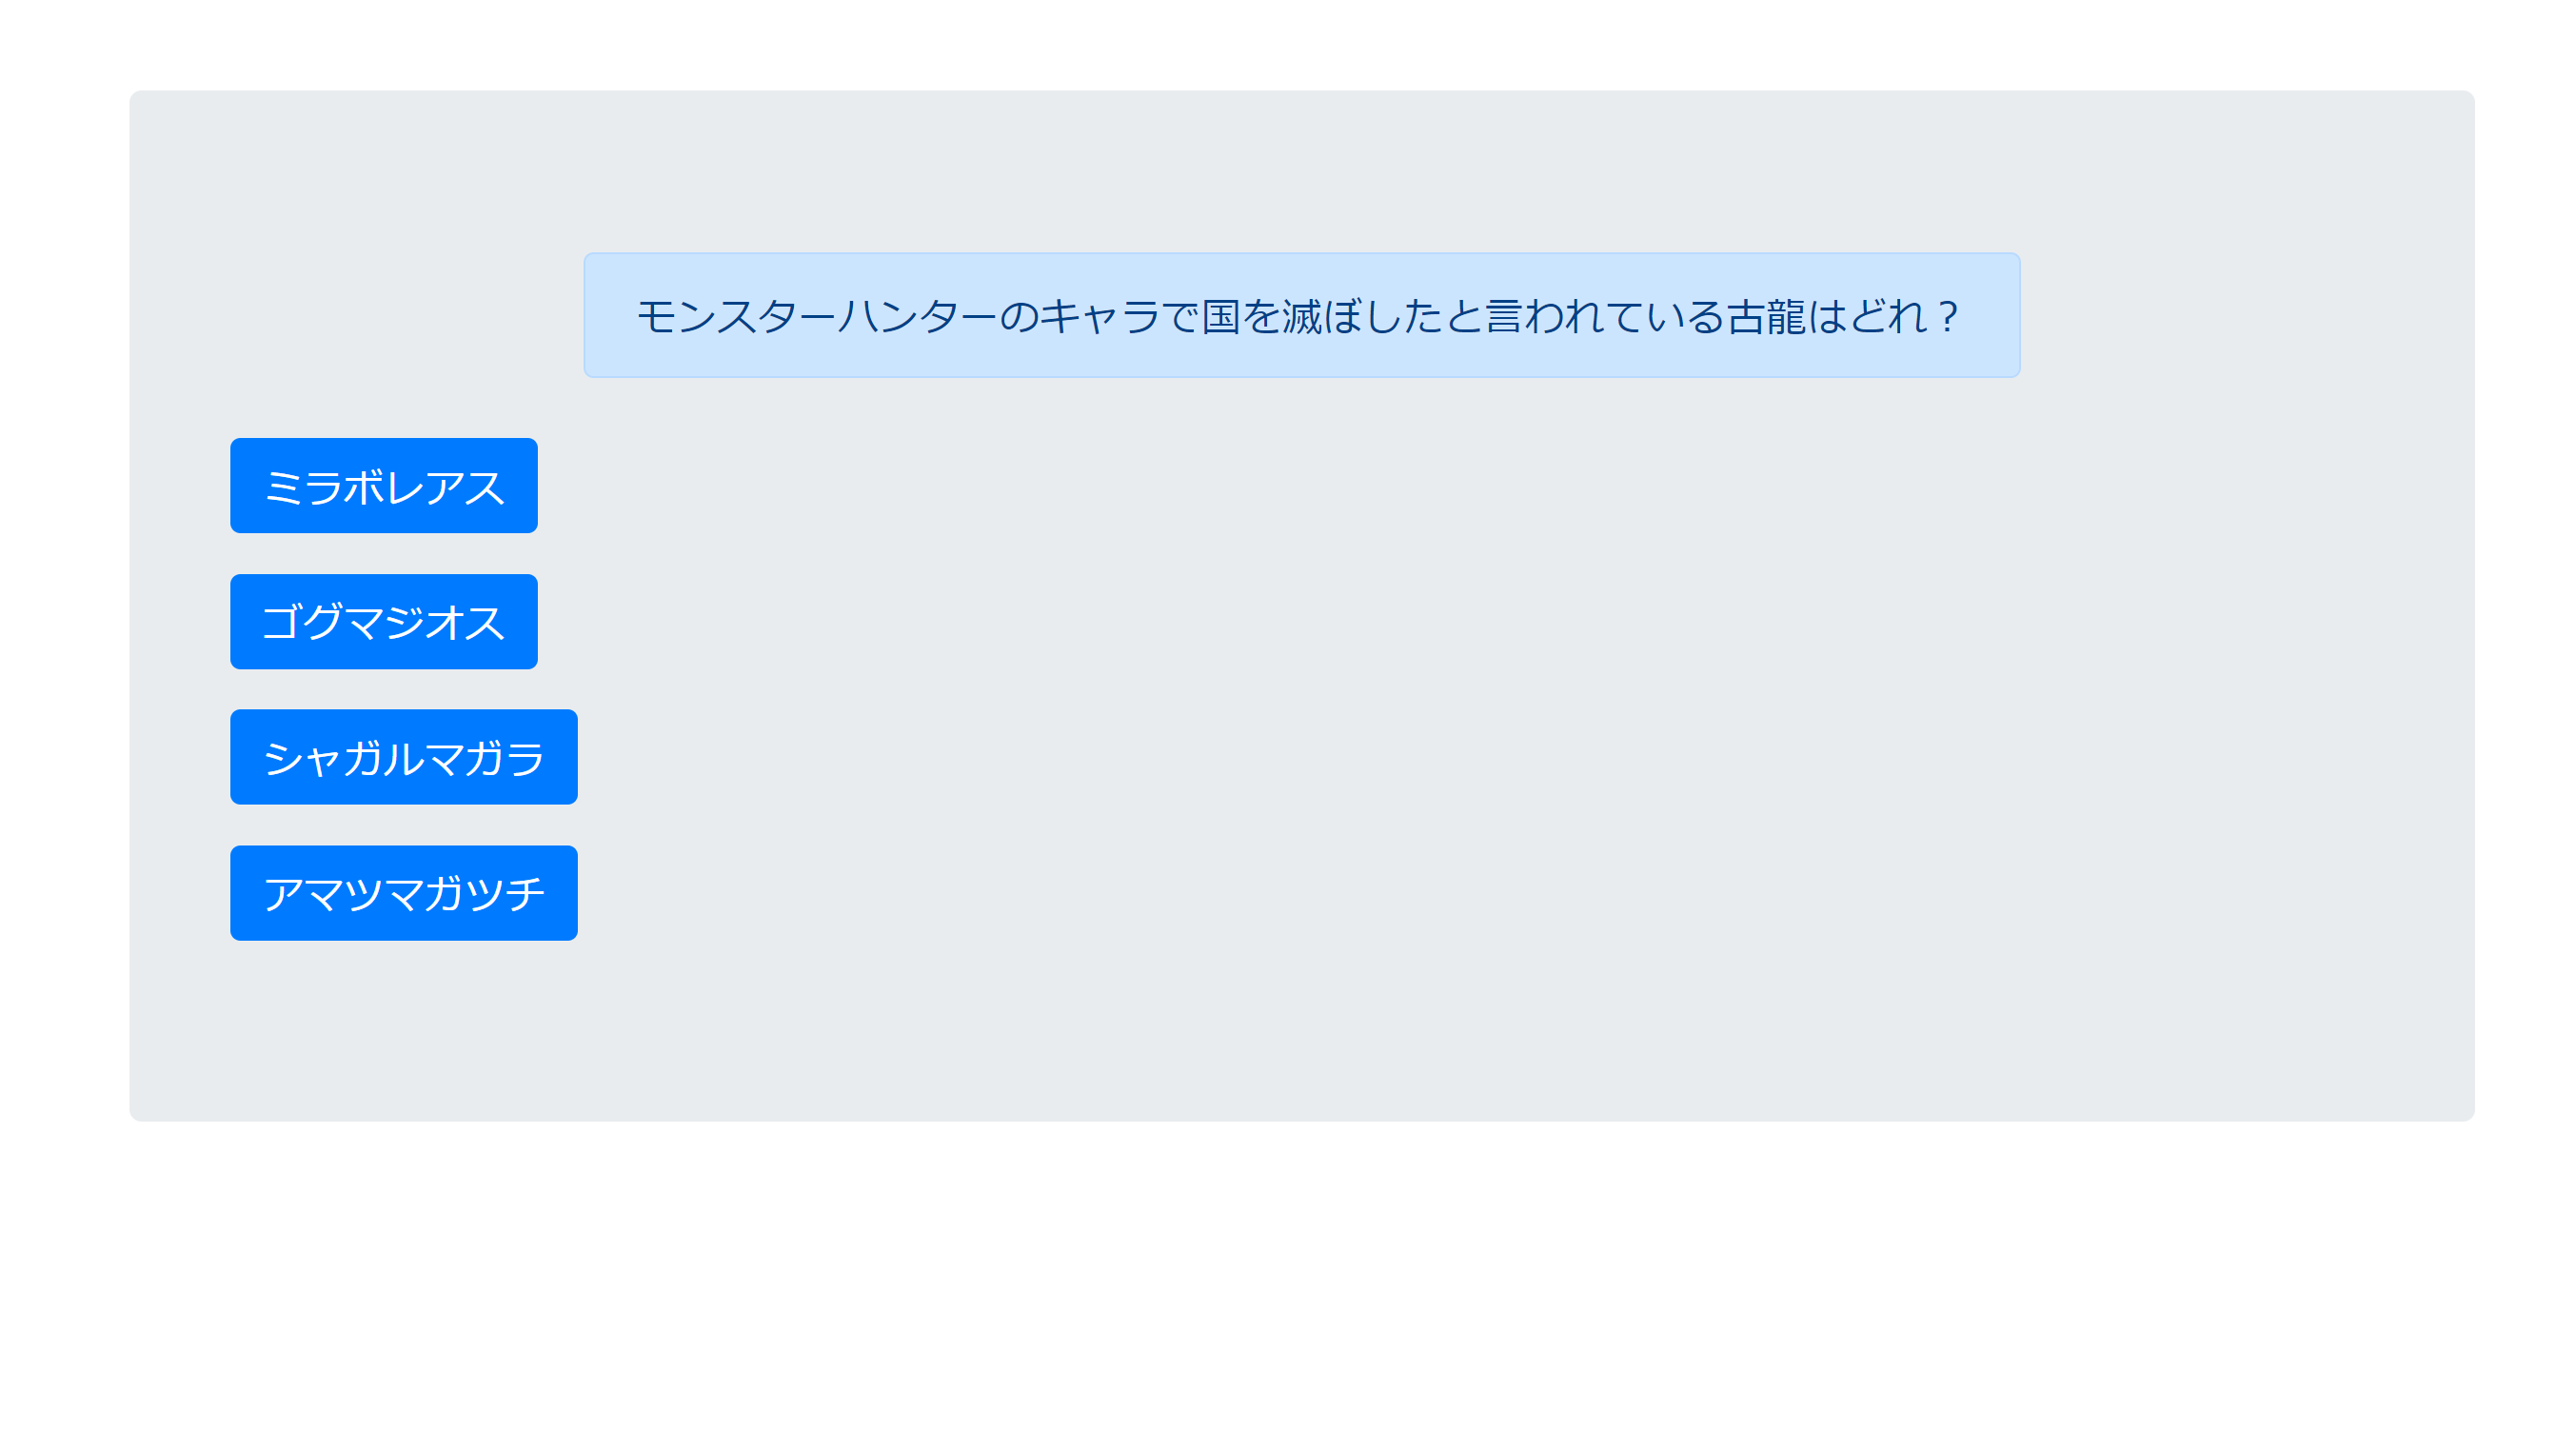 モンスターハンターのキャラで国を滅ぼしたと言われている古龍はどれ？
ミラボレアス
ゴグマジオス
シャガルマガラ
アマツマガツチ